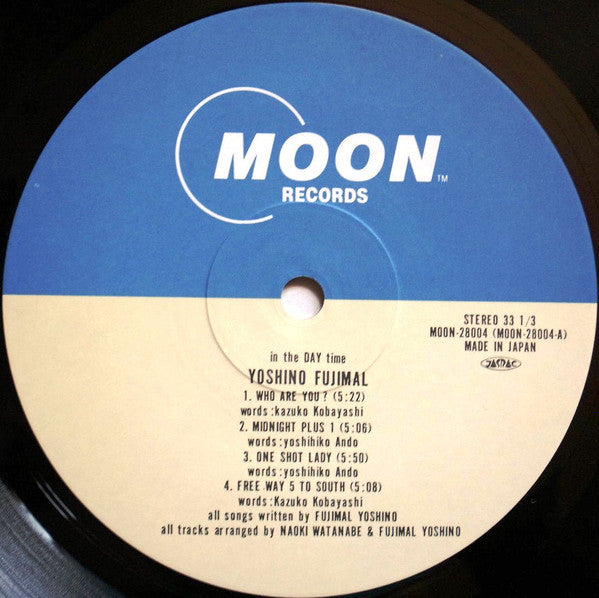 MOON™
RECORDS
STEREO 33 1/3
MOON-28004 (MOON-28004-A)
MADE IN JAPAN
JASRAC
in the DAY time
YOSHINO FUJIMAL
1. WHO ARE YOU? (5:22)
words:kazuko Kobayashi
2. MIDNIGHT PLUS 1 (5:06)
words:yoshihiko Ando
3. ONE SHOT LADY (5:50)
words:yoshihiko Ando
4. FREE WAY 5 TO SOUTH (5:08)
words:Kazuko Kobayashi
all songs written by FUJIMAL YOSHINO
all tracks arranged by NAOKI WATANABE & FUJIMAL YOSHINO